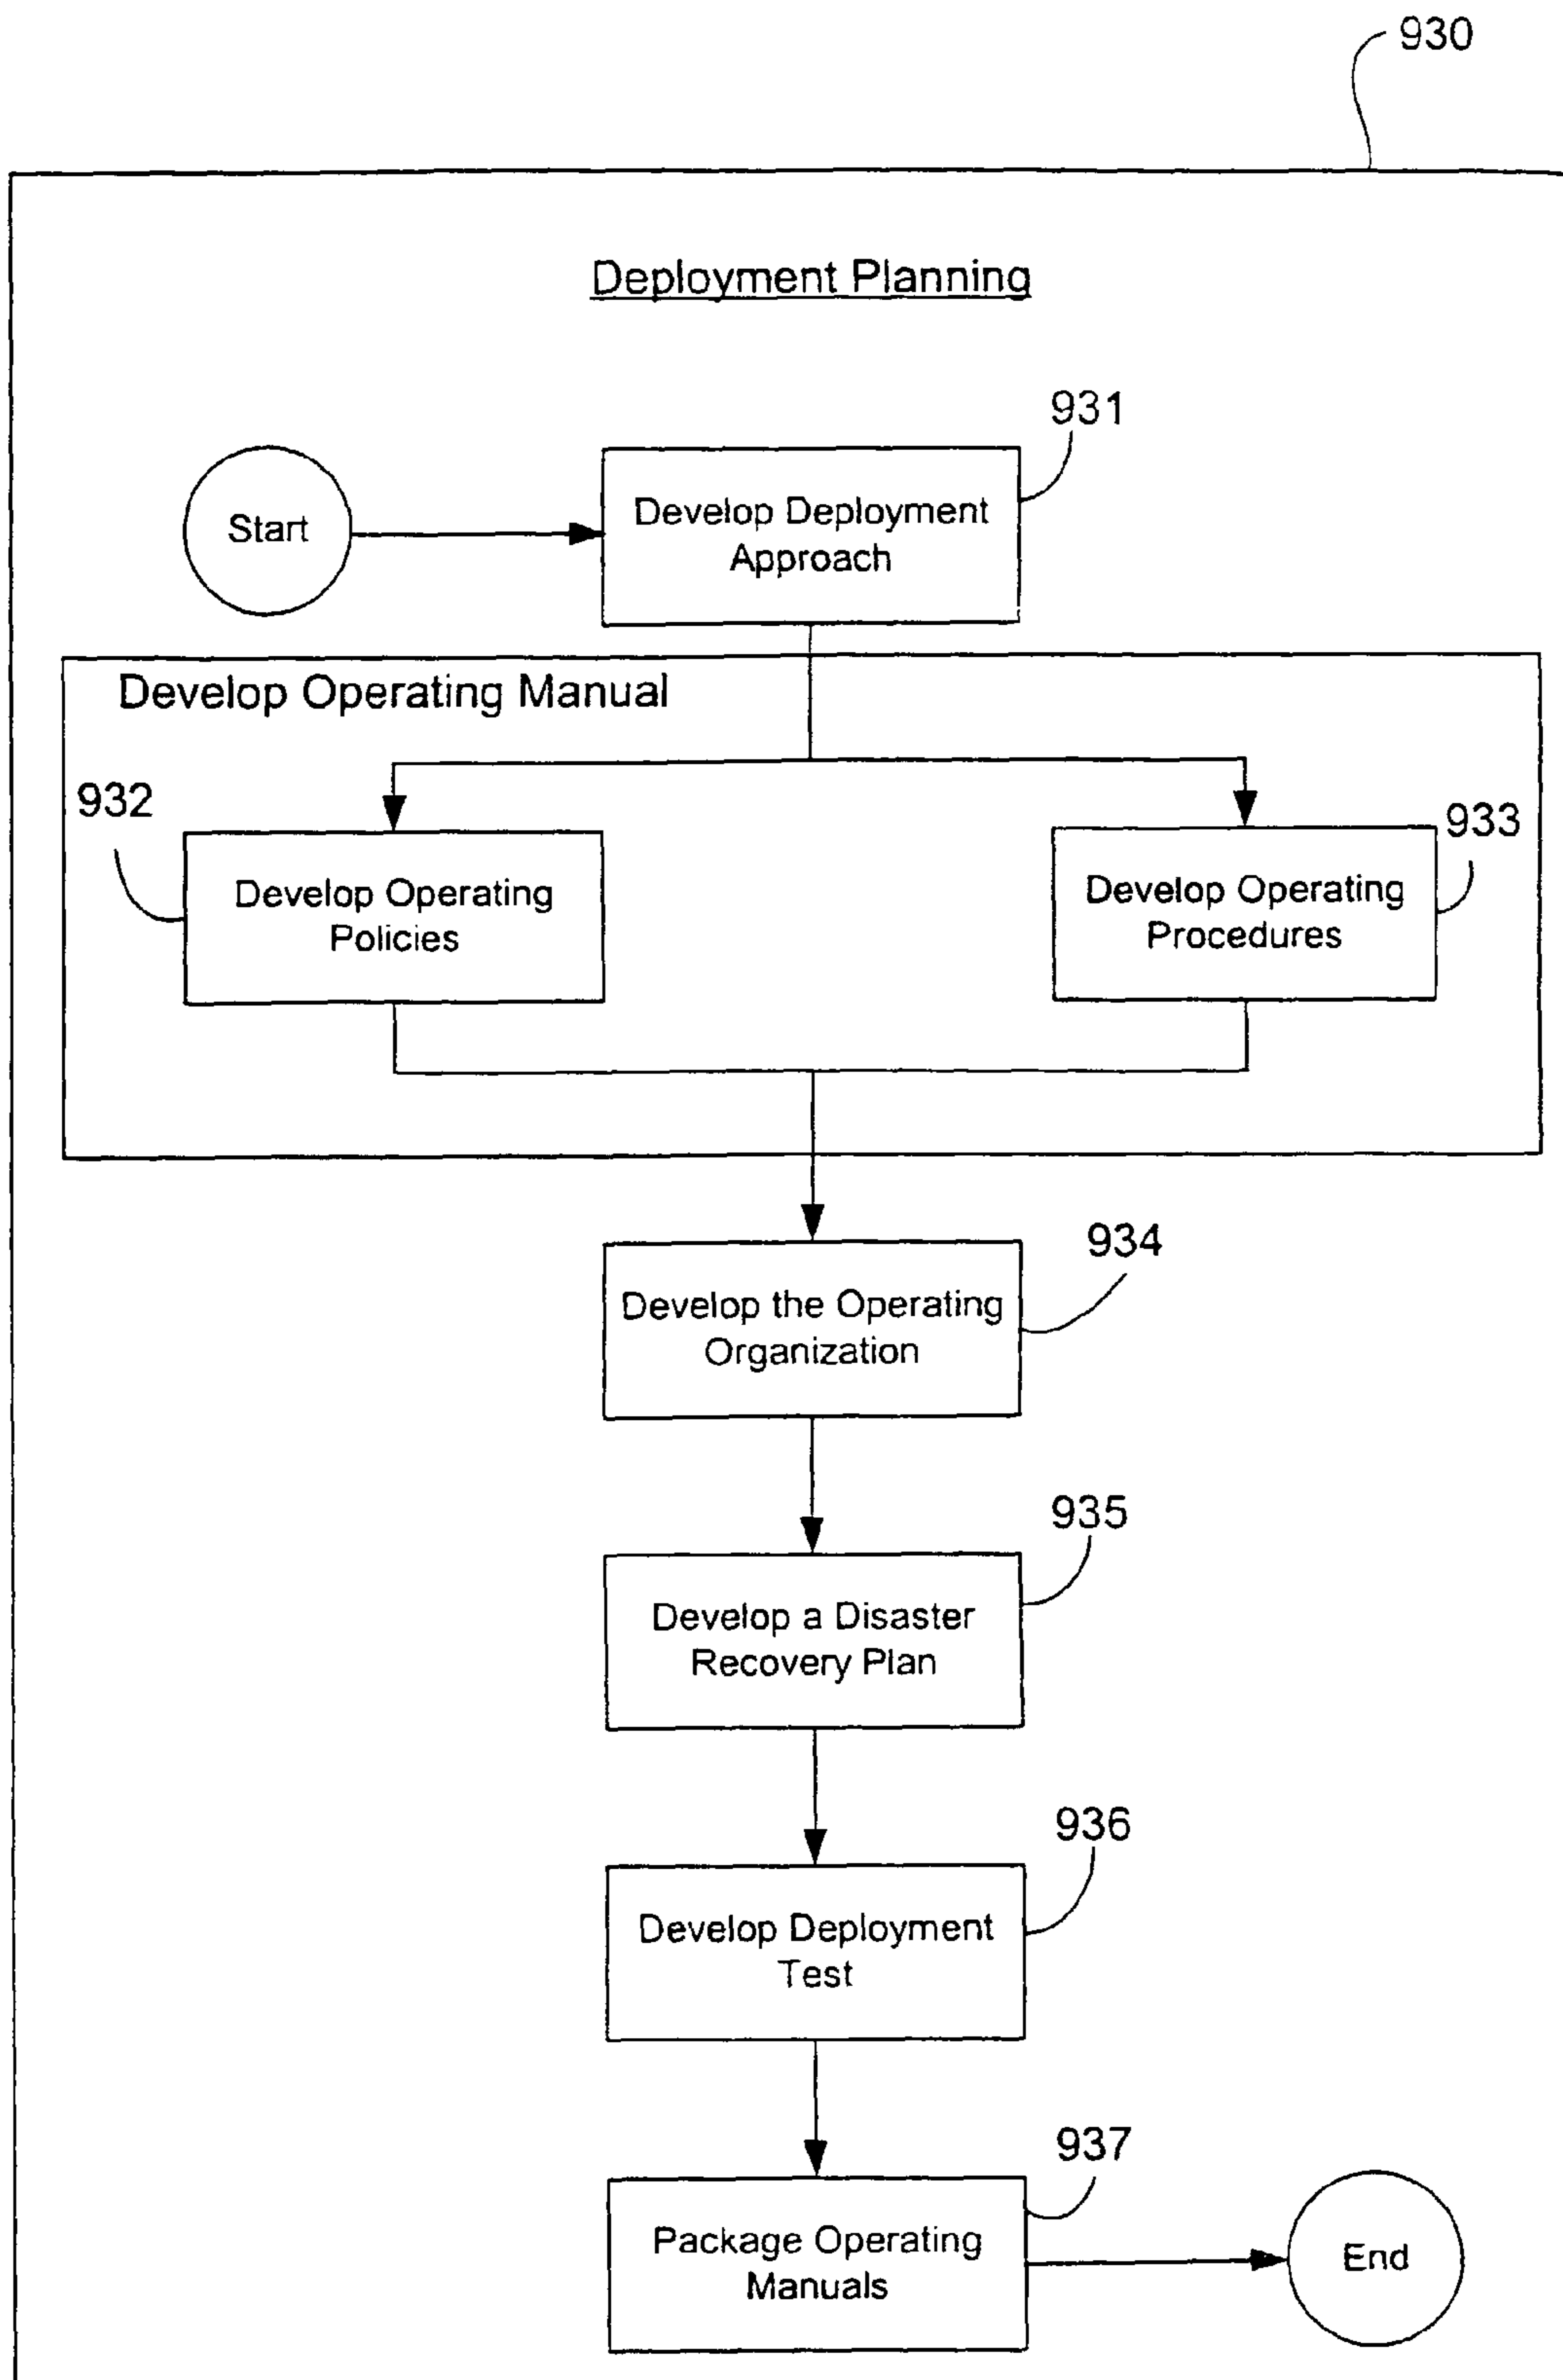 930
Deployment Planning
931
Start
Develop Deployment
Approach
Develop Operating Manual
932
933
Develop Operating
Policies
Develop Operating
Procedures
934
Develop the Operating
Organization
935
Develop a Disaster
Recovery Plan
936
Develop Deployment
Test
937
Package Operating
Manuals
End